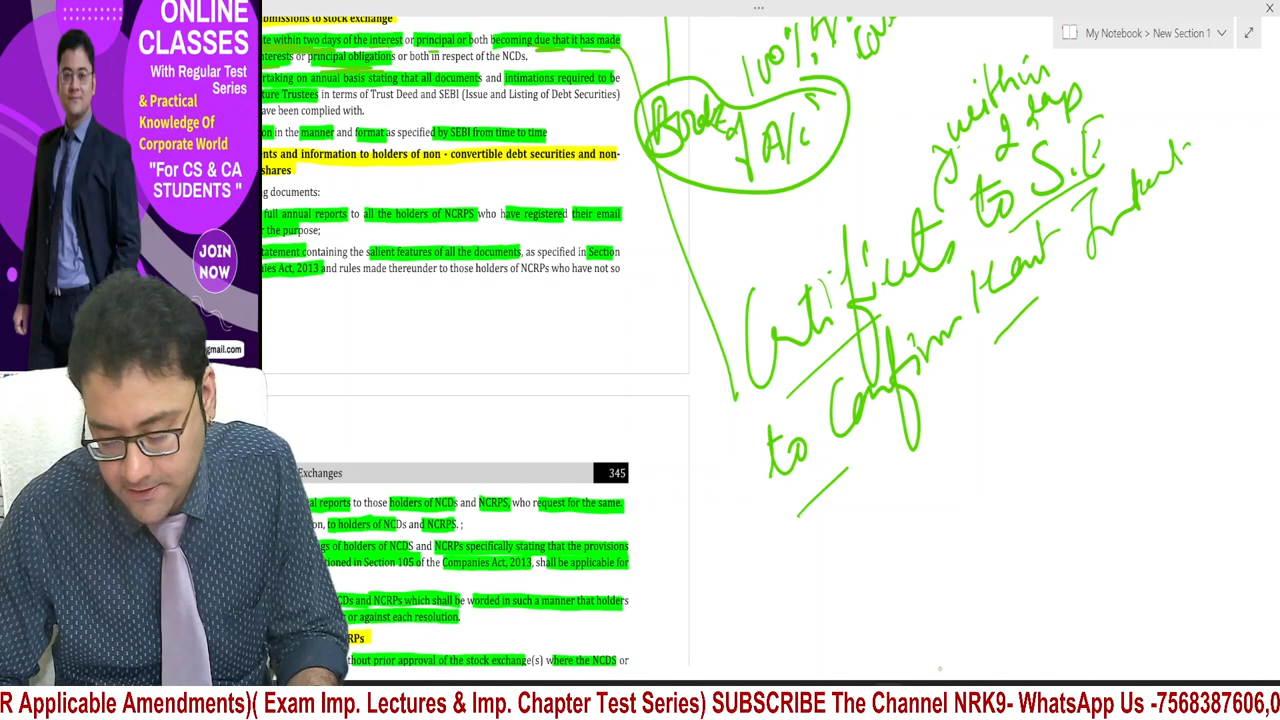 ONLINE
CLASSES
With Regular Test
Series
& Practical
Knowledge Of
Corporate World
"For CS & CA
STUDENTS "
JOIN
NOW
gmail.com
bmissions to stock exchange
te within two days of the interest or principal or both becoming due that it has made
terests or principal obligations or both in respect of the NCDs.
rtaking on annual basis stating that all documents and intimations required to be
ture Trustees in terms of Trust Deed and SEBI (Issue and Listing of Debt Securities)
have been complied with.
on in the manner and format as specified by SEBI from time to time
ents and information to holders of non - convertible debt securities and non-
shares
ng documents:
full annual reports to all the holders of NCRPS who have registered their email
r the purpose;
tatement containing the salient features of all the documents, as specified in Section
nies Act, 2013 and rules made thereunder to those holders of NCRPs who have not so
Exchanges 345
al reports to those holders of NCDs and NCRPS, who request for the same.
on, to holders of NCDs and NCRPS. ;
ngs of holders of NCDS and NCRPs specifically stating that the provisions
tioned in Section 105 of the Companies Act, 2013, shall be applicable for
CDs and NCRPs which shall be worded in such a manner that holders
r or against each resolution.
RPs
hout prior approval of the stock exchange(s) where the NCDS or
My Notebook > New Section 1
100%
Book of
A/c
within
2 day
Certificate to S.E
to Confirm that
R Applicable Amendments)( Exam Imp. Lectures & Imp. Chapter Test Series) SUBSCRIBE The Channel NRK9- WhatsApp Us -7568387606,0